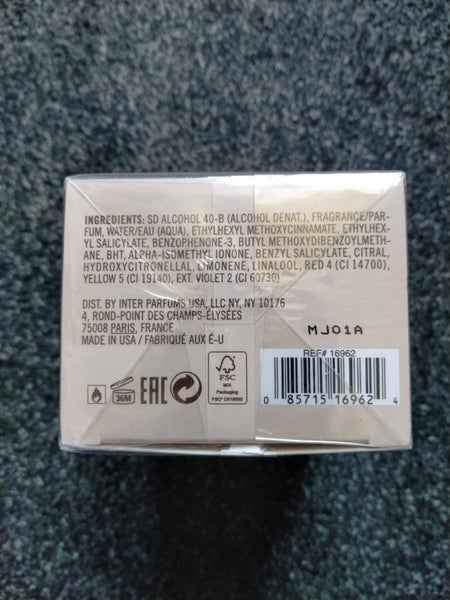 INGREDIENTS: SD ALCOHOL 40-B (ALCOHOL DENAT.), FRAGRANCE/PAR-
FUM, WATER/EAU (AQUA), ETHYLHEXYL METHOXYCINNAMATE, ETHYLHEX-
YL SALICYLATE, BENZOPHENONE-3, BUTYL METHOXYDIBENZOYLMETH-
ANE, BHT, ALPHA-ISOMETHYL IONONE, BENZYL SALICYLATE, CITRAL,
HYDROXYCITRONELLAL, LIMONENE, LINALOOL, RED 4 (CI 14700),
YELLOW 5 (CI 19140), EXT. VIOLET 2 (CI 60730)
DIST. BY INTER PARFUMS USA, LLC NY, NY 10176
4, ROND-POINT DES CHAMPS-ÉLYSÉES
75008 PARIS, FRANCE
MADE IN USA / FABRIQUÉ AUX É-U
MJ01A
REF# 16962
0 85715 16962 4
36M
EAC
FSC
MIX
Packaging